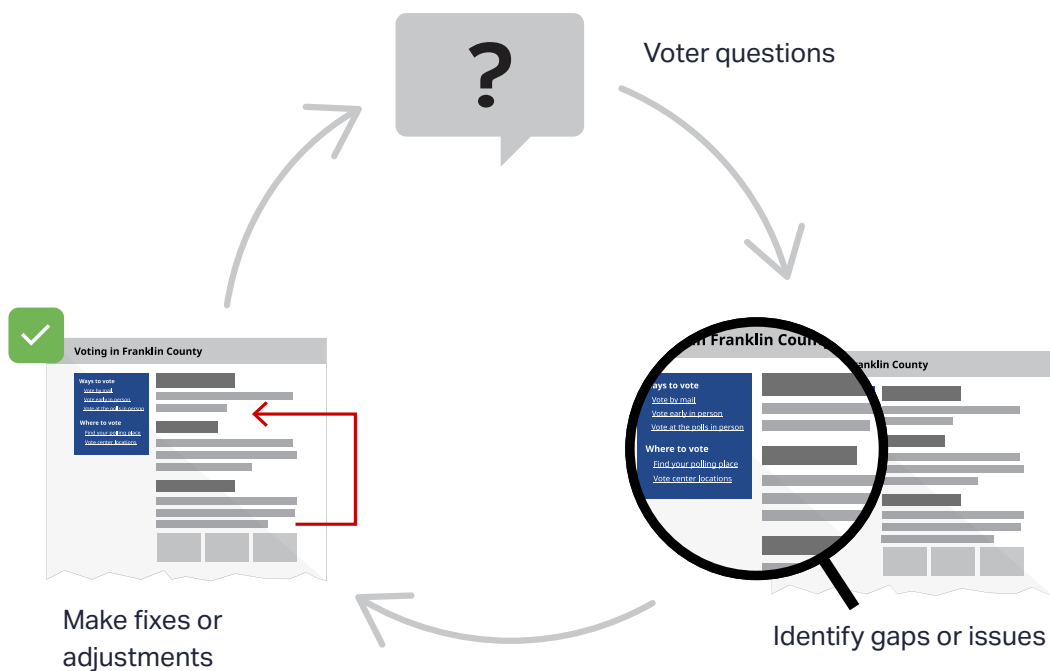 ?
Voter questions
Voting in Franklin County
Ways to vote
Vote by mail
Vote early in person
Vote at the polls in person
Where to vote
Find your polling place
Vote center locations
Make fixes or
adjustments
n Franklin Coun
anklin County
ays to vote
Vote by mail
Vote early in person
Vote at the polls in person
Where to vote
Find your polling place
Vote center locations
Identify gaps or issues